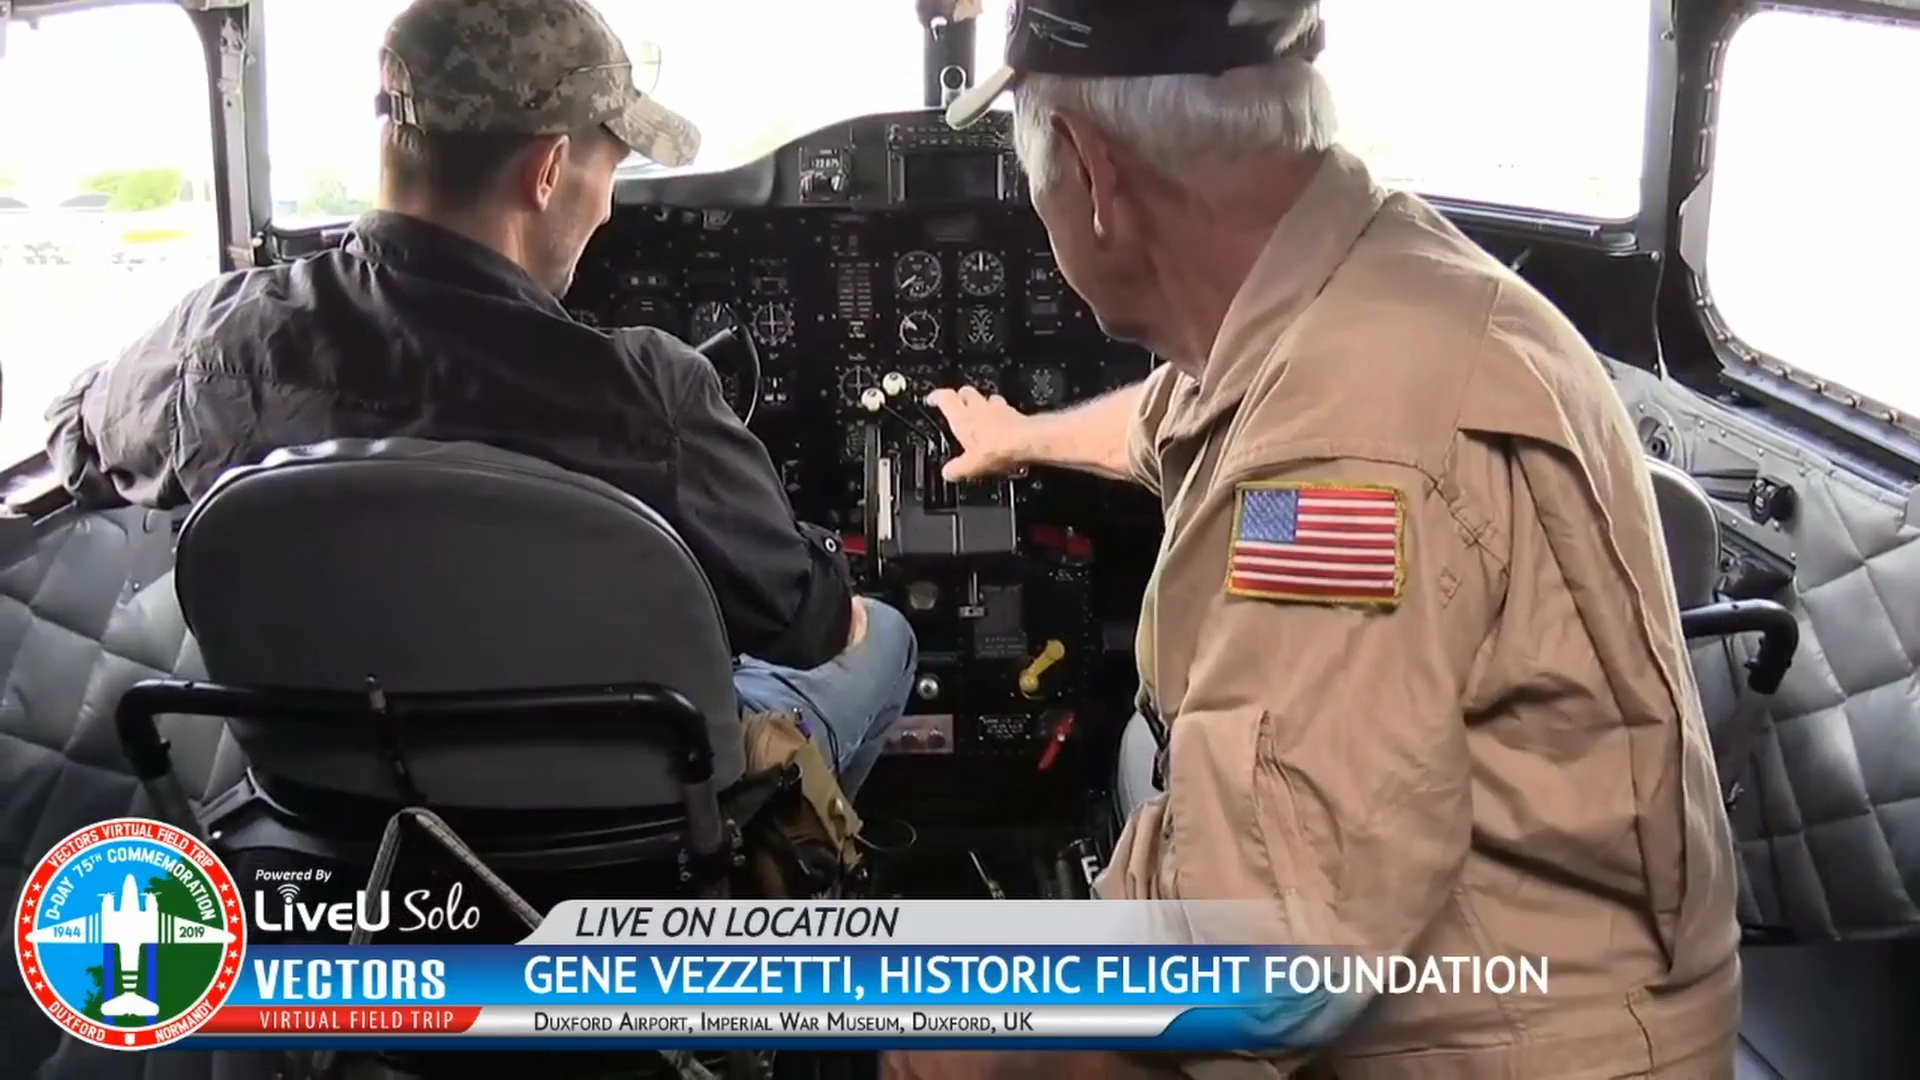 VECTORS VIRTUAL FIELD TRIP
D-DAY 75TH COMMEMORATION
1944 2019
DUXFORD NORMANDY
Powered By
LiveU Solo
LIVE ON LOCATION
VECTORS
VIRTUAL FIELD TRIP
GENE VEZZETTI, HISTORIC FLIGHT FOUNDATION
DUXFORD AIRPORT, IMPERIAL WAR MUSEUM, DUXFORD, UK